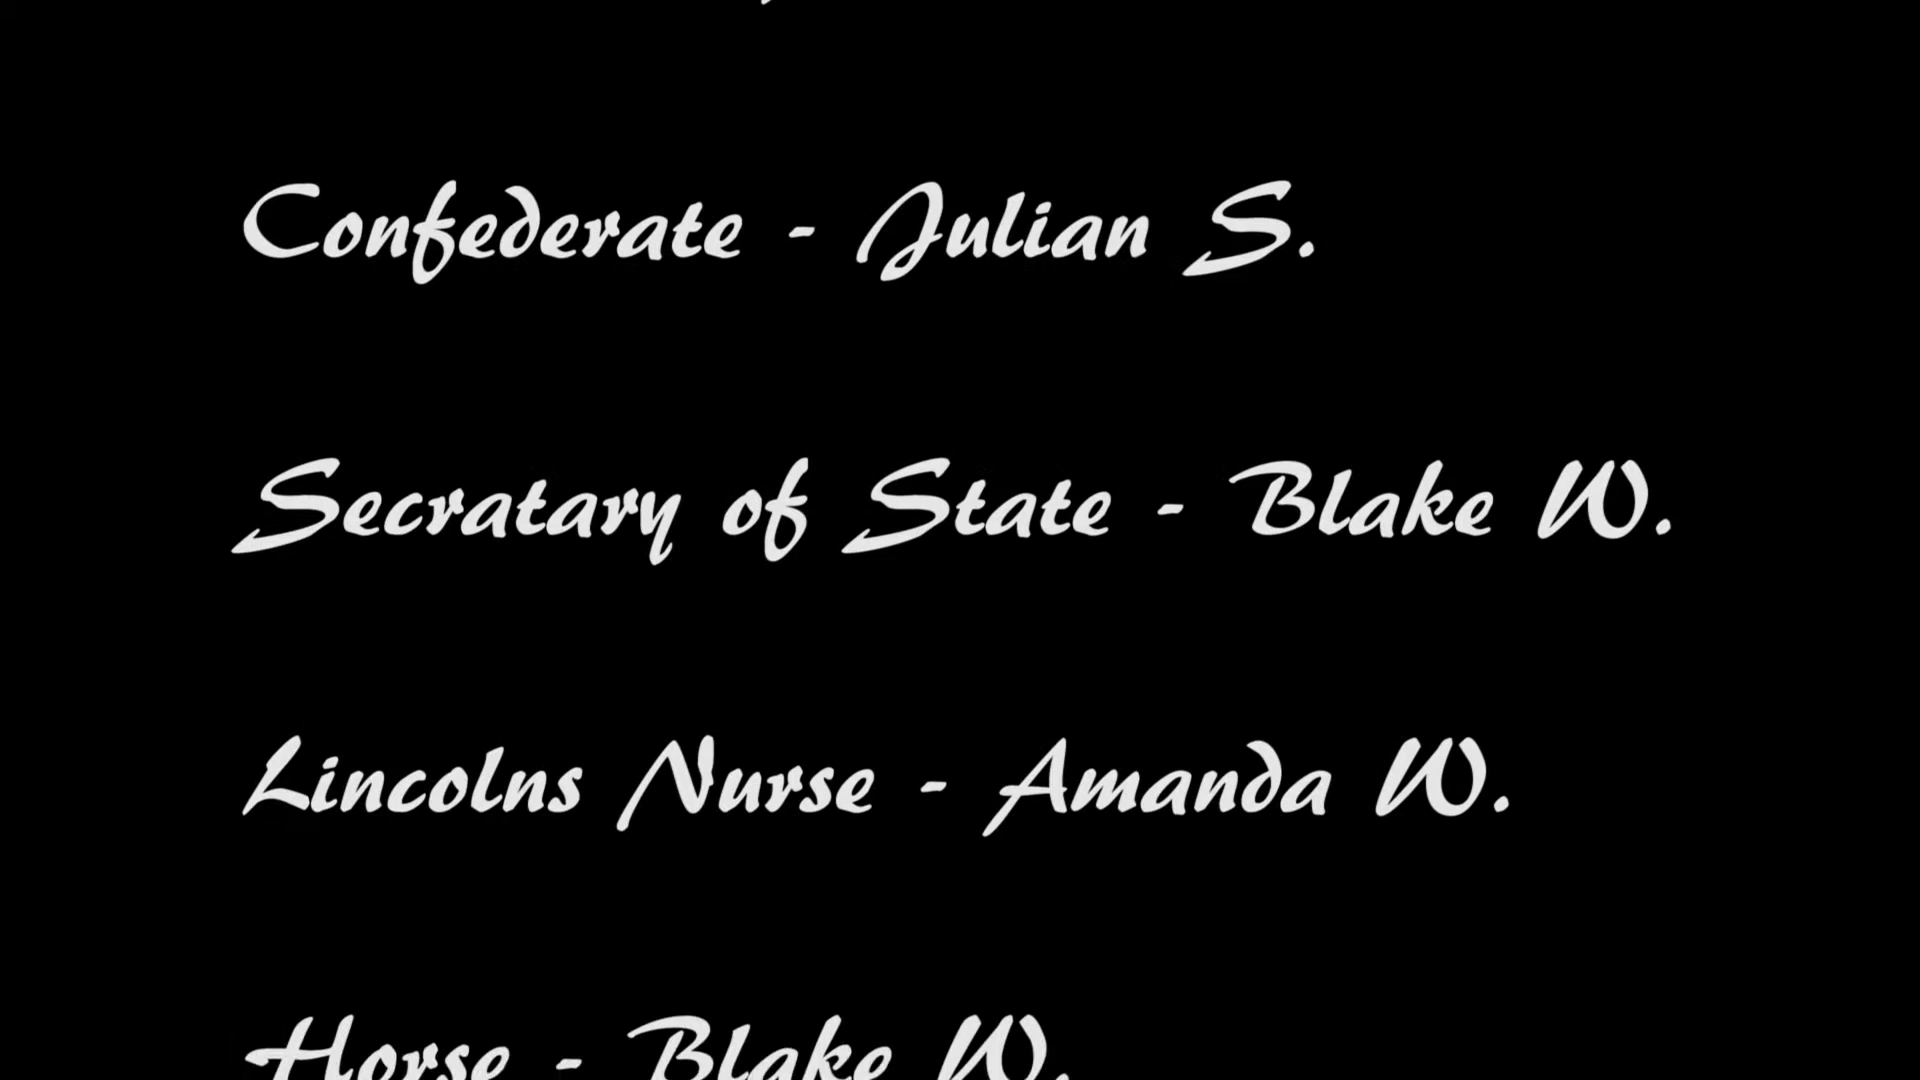 Confederate - Julian S.
Secratary of State - Blake W.
Lincolns Nurse - Amanda W.
Horse - Blake W.